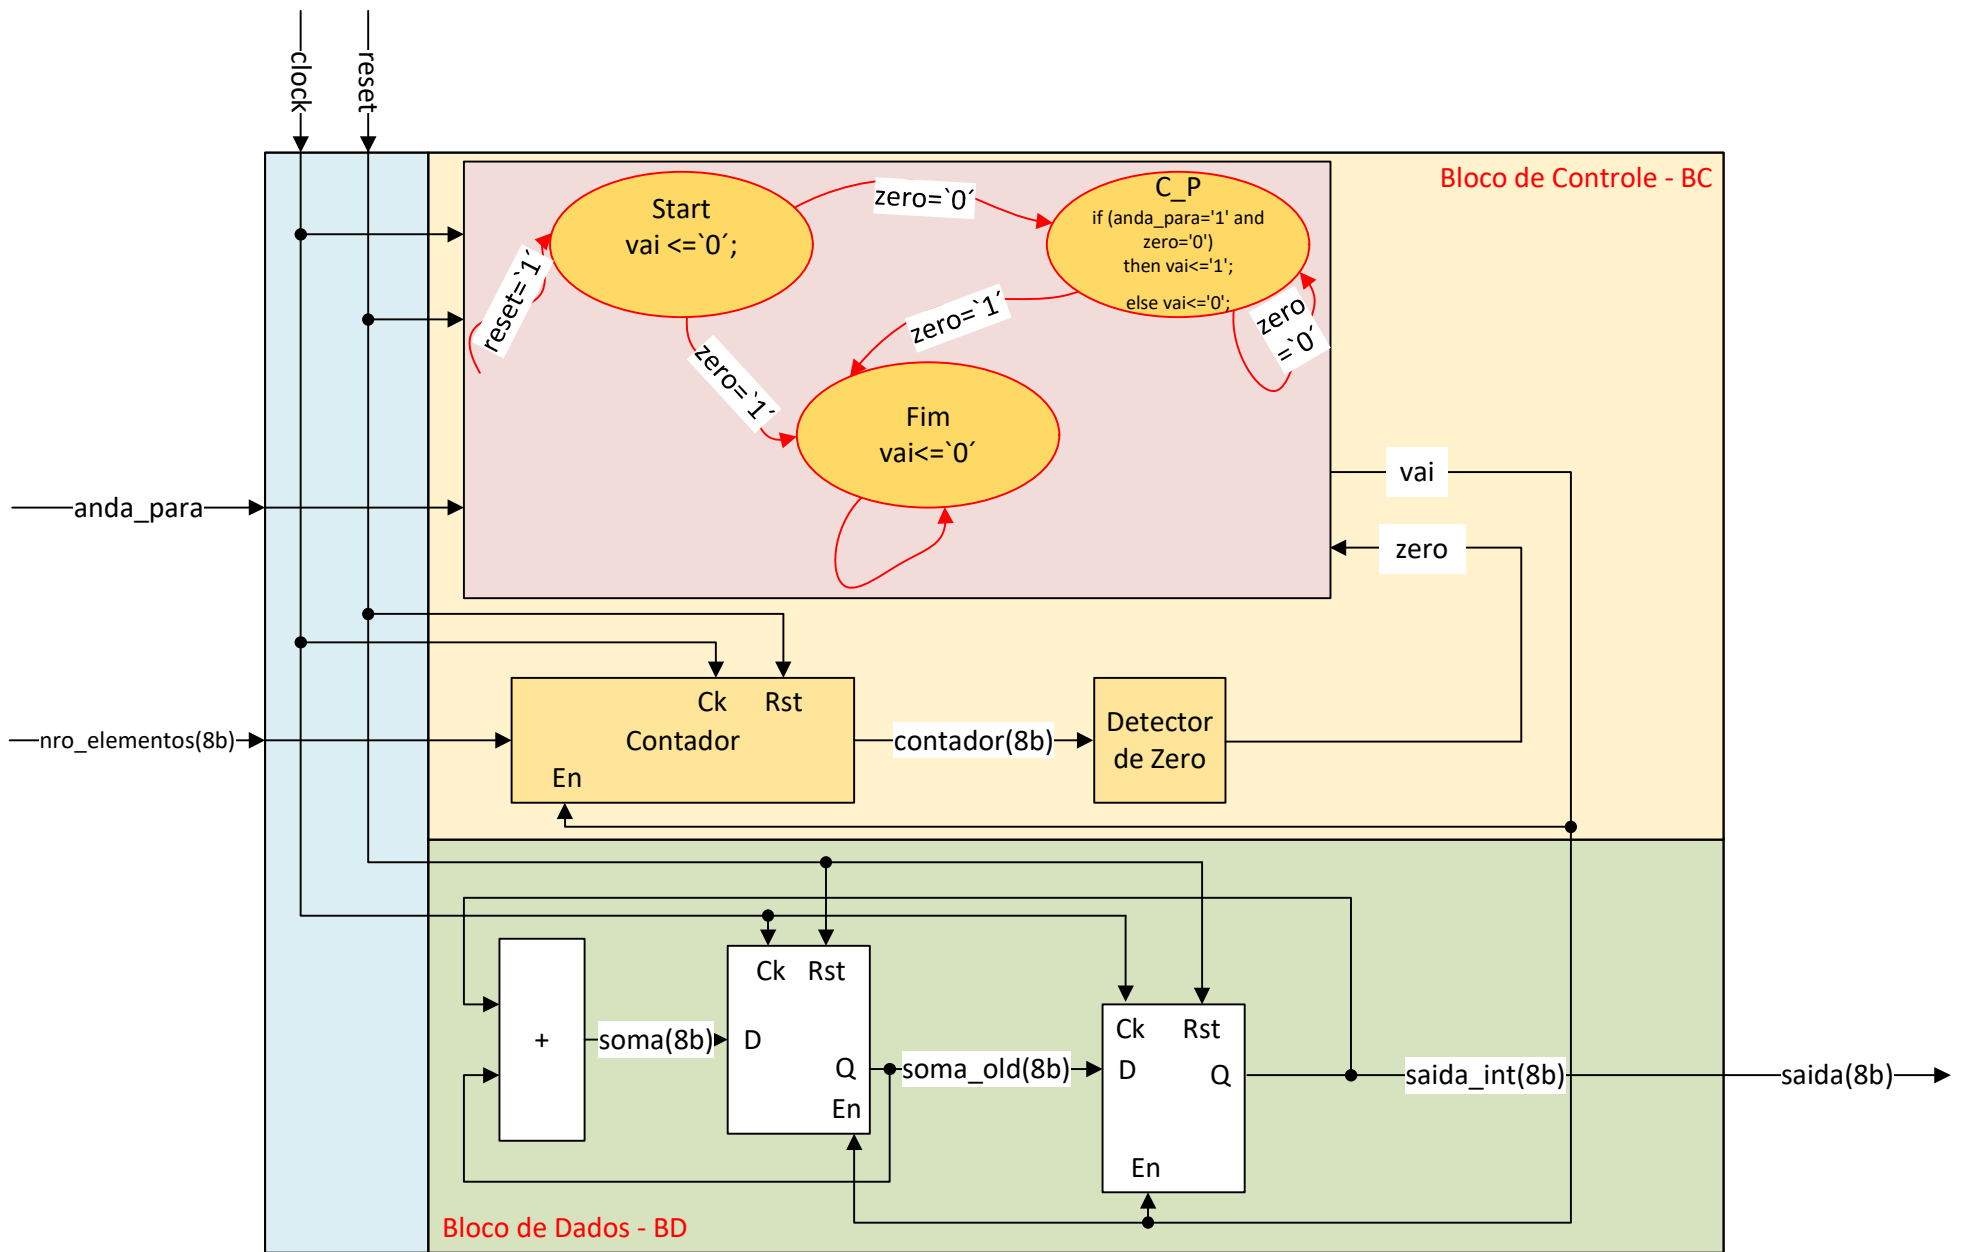 clock
reset
Bloco de Controle - BC
Start
vai <=`0´;
zero=`0´
C_P
if (anda_para='1' and
zero='0')
then vai<='1';
else vai<='0';
reset=`1´
zero=`1´
zero
=`0´
zero=`1´
Fim
vai<=`0´
vai
anda_para
zero
Ck
Rst
nro_elementos(8b)
Contador
En
contador(8b)
Detector
de Zero
Ck
Rst
+
soma(8b)
D
Q
En
soma_old(8b)
Ck
Rst
D
Q
En
saida_int(8b)
saida(8b)
Bloco de Dados - BD